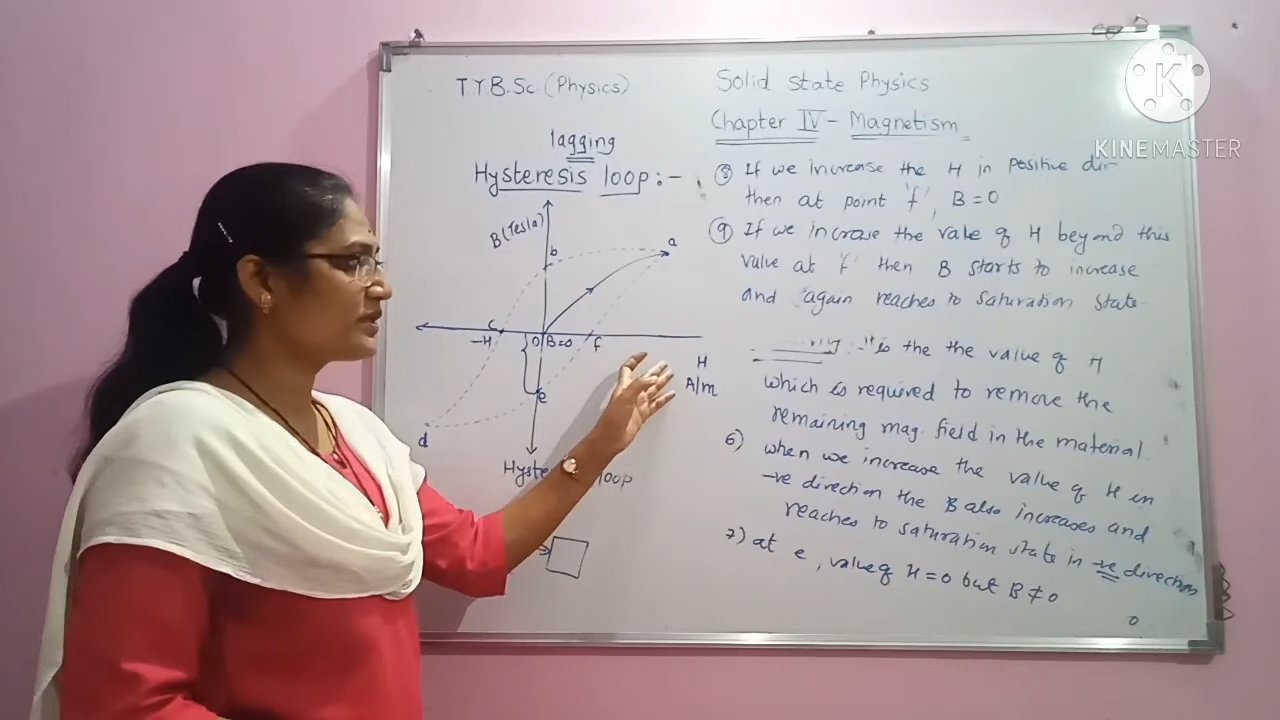 T.Y B.Sc. (Physics)
lagging
Hysteresis loop :-
B (Tesla)
a
b
c
-H
O
B=0
f
H
A/m
e
d
loop
Solid state Physics
Chapter IV - Magnetism
⑧ If we increase the H in positive dir
then at point 'f', B = 0
⑨ If we increase the vale of H beyond this
value at 'f' then B starts to increase
and again reaches to saturation state
is the the value of H
which is required to remove the
remaining mag. field in the material.
6) when we increase the value of H in
-ve direction the B also increases and
reaches to saturation state in -ve direction
7) at e, value of H = 0 but B ≠ 0
K
KINEMASTER